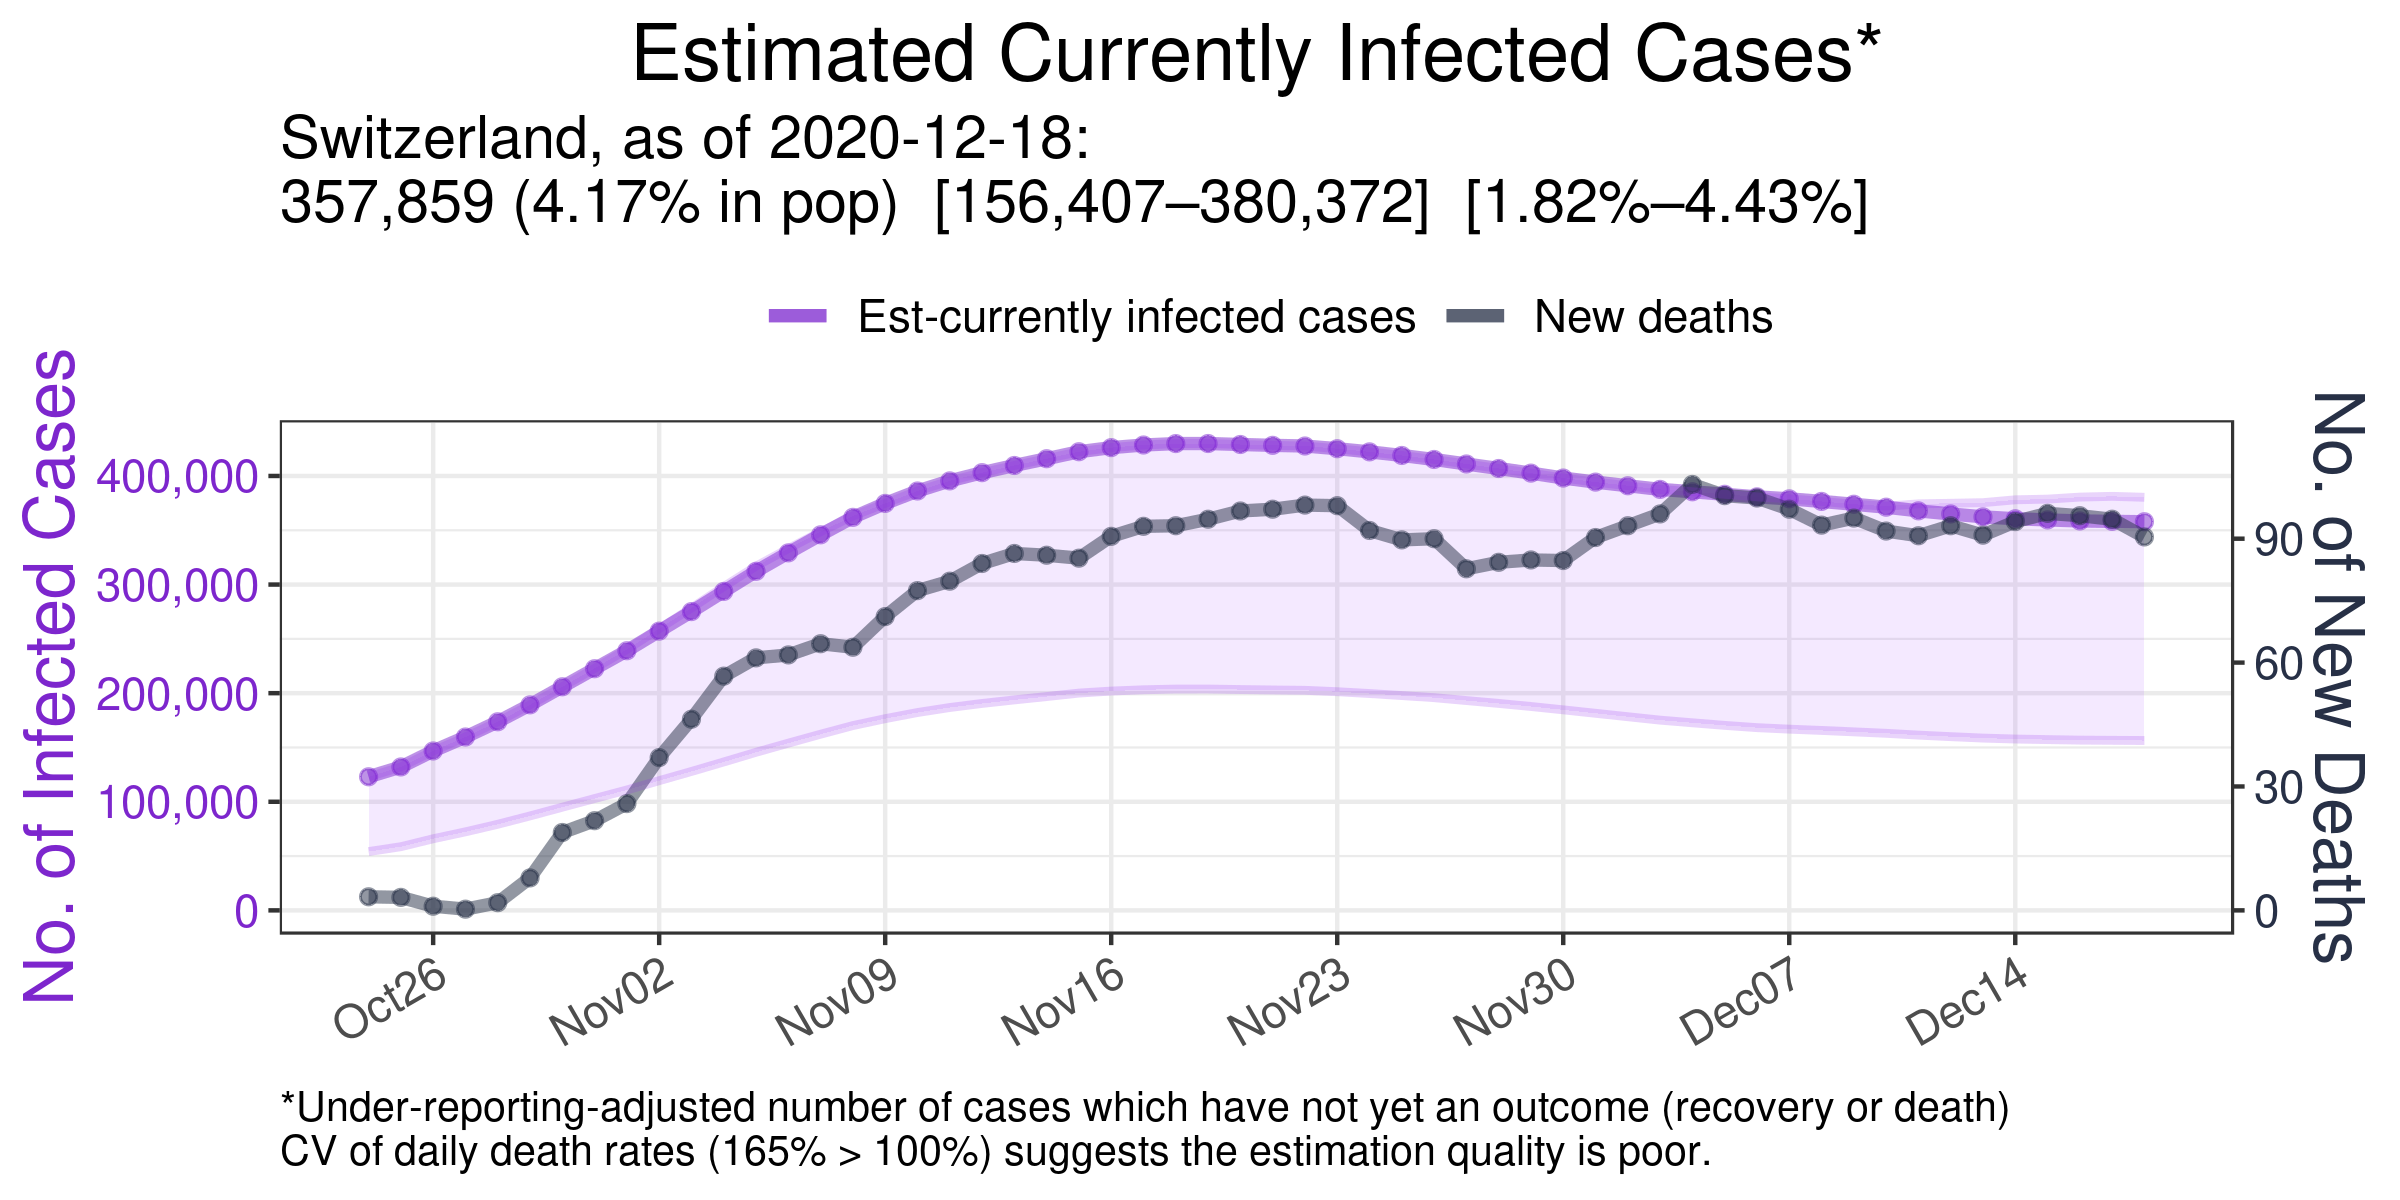 Estimated Currently Infected Cases*
Switzerland, as of 2020-12-18:
357,859 (4.17% in pop)  [156,407–380,372]  [1.82%–4.43%]
Est-currently infected cases
New deaths
No. of Infected Cases
400,000
300,000
200,000
100,000
0
90
60
30
0
No. of New Deaths
Oct26
Nov02
Nov09
Nov16
Nov23
Nov30
Dec07
Dec14
*Under-reporting-adjusted number of cases which have not yet an outcome (recovery or death)
CV of daily death rates (165% > 100%) suggests the estimation quality is poor.